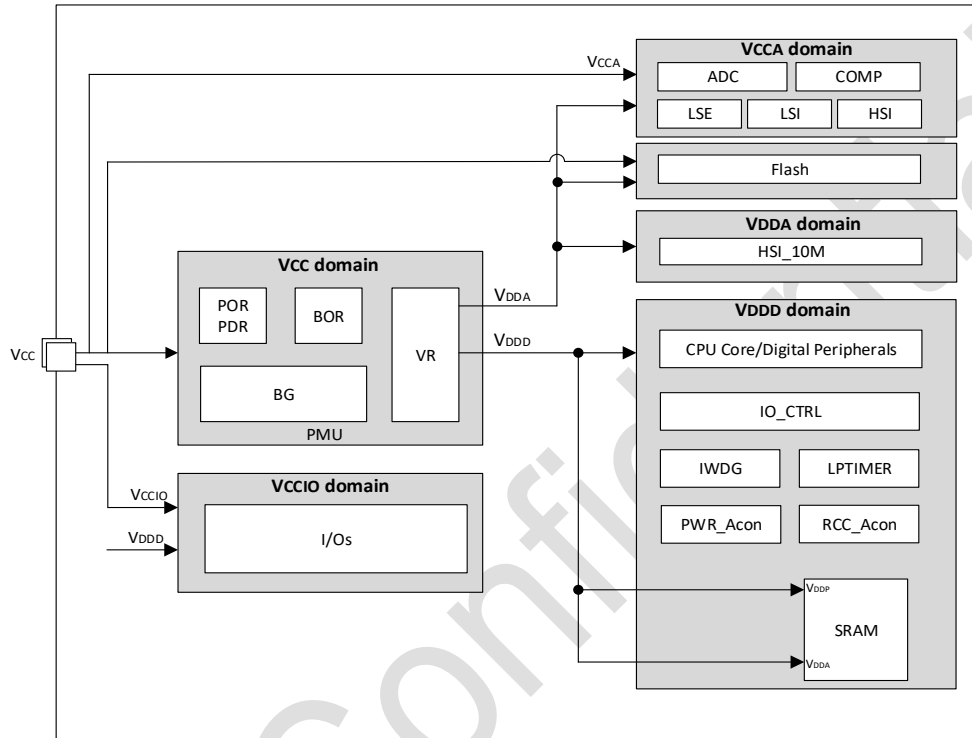 VCCA domain
VCCA
ADC
COMP
LSE
LSI
HSI
Flash
VDDA domain
HSI_10M
VCC domain
POR
PDR
BOR
VR
BG
PMU
VDDA
VDDD
VCC
VDDD domain
CPU Core/Digital Peripherals
IO_CTRL
IWDG
LPTIMER
PWR_Acon
RCC_Acon
VDDP
SRAM
VDDA
VCCIO domain
VCCIO
VDDD
I/Os